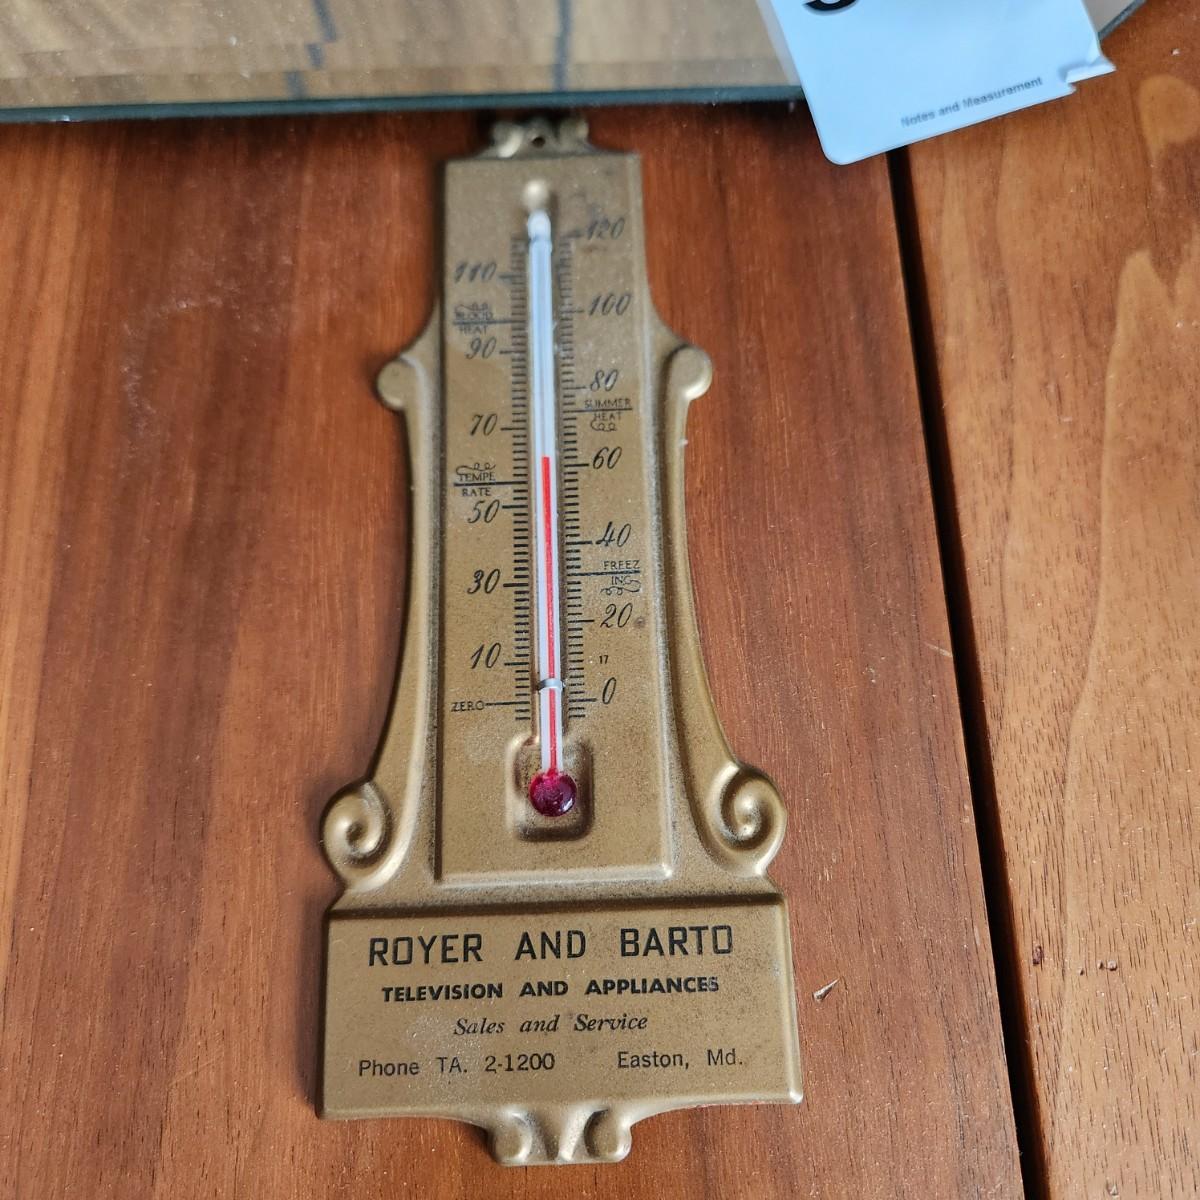 Notes and Measurement
120
110
BLOOD
HEAT
100
90
80
SUMMER
HEAT
70
60
TEMPE
RATE
50
40
FREEZ
ING
30
20
10
17
ZERO
0
ROYER AND BARTO
TELEVISION AND APPLIANCES
Sales and Service
Phone TA. 2-1200 Easton, Md.